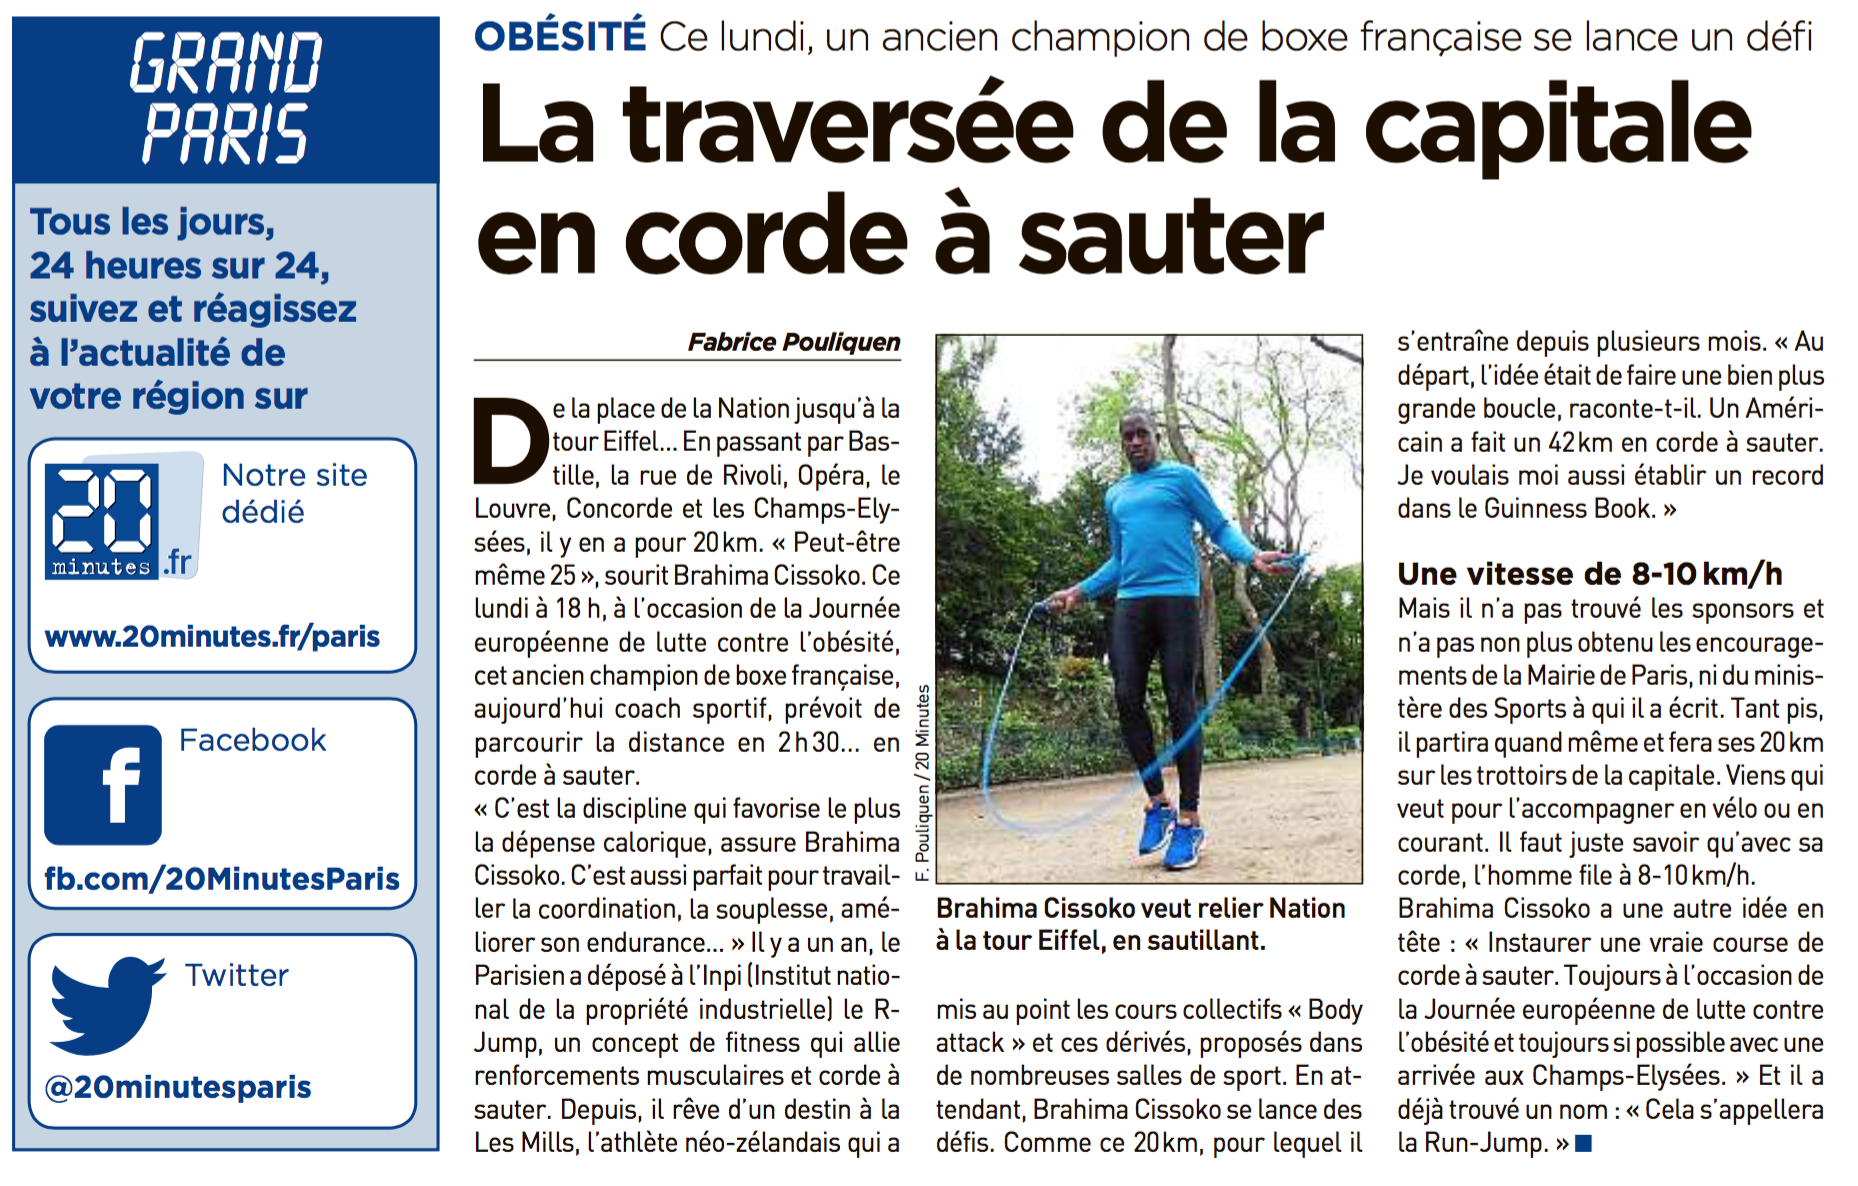 GRAND
PARIS
Tous les jours,
24 heures sur 24,
suivez et réagissez
à l'actualité de
votre région sur
20
minutes
.fr
Notre site
dédié
www.20minutes.fr/paris
f
Facebook
fb.com/20MinutesParis
Twitter
@20minutesparis
OBÉSITÉ Ce lundi, un ancien champion de boxe française se lance un défi
La traversée de la capitale
en corde à sauter
Fabrice Pouliquen
De la place de la Nation jusqu'à la
tour Eiffel... En passant par Bas-
tille, la rue de Rivoli, Opéra, le
Louvre, Concorde et les Champs-Ely-
sées, il y en a pour 20 km. « Peut-être
même 25 », sourit Brahima Cissoko. Ce
lundi à 18 h, à l'occasion de la Journée
européenne de lutte contre l'obésité,
cet ancien champion de boxe française,
aujourd'hui coach sportif, prévoit de
parcourir la distance en 2 h 30... en
corde à sauter.
« C'est la discipline qui favorise le plus
la dépense calorique, assure Brahima
Cissoko. C'est aussi parfait pour travail-
ler la coordination, la souplesse, amé-
liorer son endurance... » Il y a un an, le
Parisien a déposé à l'Inpi (Institut natio-
nal de la propriété industrielle) le R-
Jump, un concept de fitness qui allie
renforcements musculaires et corde à
sauter. Depuis, il rêve d'un destin à la
Les Mills, l'athlète néo-zélandais qui a
F. Pouliquen / 20 Minutes
Brahima Cissoko veut relier Nation
à la tour Eiffel, en sautillant.
mis au point les cours collectifs « Body
attack » et ces dérivés, proposés dans
de nombreuses salles de sport. En at-
tendant, Brahima Cissoko se lance des
défis. Comme ce 20 km, pour lequel il
s'entraîne depuis plusieurs mois. « Au
départ, l'idée était de faire une bien plus
grande boucle, raconte-t-il. Un Améri-
cain a fait un 42 km en corde à sauter.
Je voulais moi aussi établir un record
dans le Guinness Book. »
Une vitesse de 8-10 km/h
Mais il n'a pas trouvé les sponsors et
n'a pas non plus obtenu les encourage-
ments de la Mairie de Paris, ni du minis-
tère des Sports à qui il a écrit. Tant pis,
il partira quand même et fera ses 20 km
sur les trottoirs de la capitale. Viens qui
veut pour l'accompagner en vélo ou en
courant. Il faut juste savoir qu'avec sa
corde, l'homme file à 8-10 km/h.
Brahima Cissoko a une autre idée en
tête : « Instaurer une vraie course de
corde à sauter. Toujours à l'occasion de
la Journée européenne de lutte contre
l'obésité et toujours si possible avec une
arrivée aux Champs-Elysées. » Et il a
déjà trouvé un nom : « Cela s'appellera
la Run-Jump. »